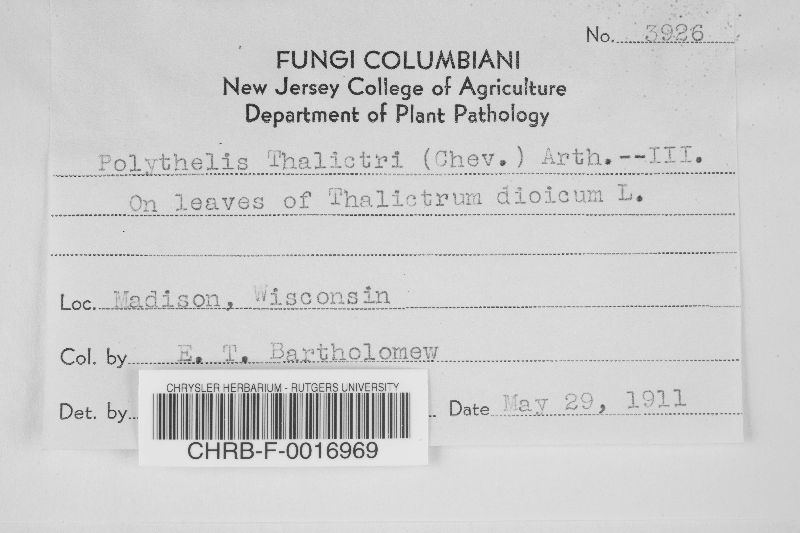 No. 3926
FUNGI COLUMBIANI
New Jersey College of Agriculture
Department of Plant Pathology
Polythelis Thalictri (Chev.) Arth.--III.
On leaves of Thalictrum dioicum L.
Loc. Madison, Wisconsin
Col. by E. T. Bartholomew
Det. by Date May 29, 1911
CHRYSLER HERBARIUM - RUTGERS UNIVERSITY
CHRB-F-0016969